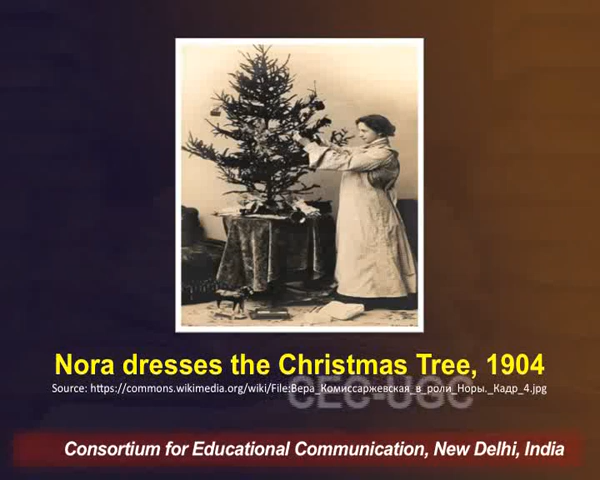 Nora dresses the Christmas Tree, 1904
Source: https://commons.wikimedia.org/wiki/File:Вера_Комиссаржевская_в_роли_Норы._Кадр_4.jpg
CEC-UGC
Consortium for Educational Communication, New Delhi, India